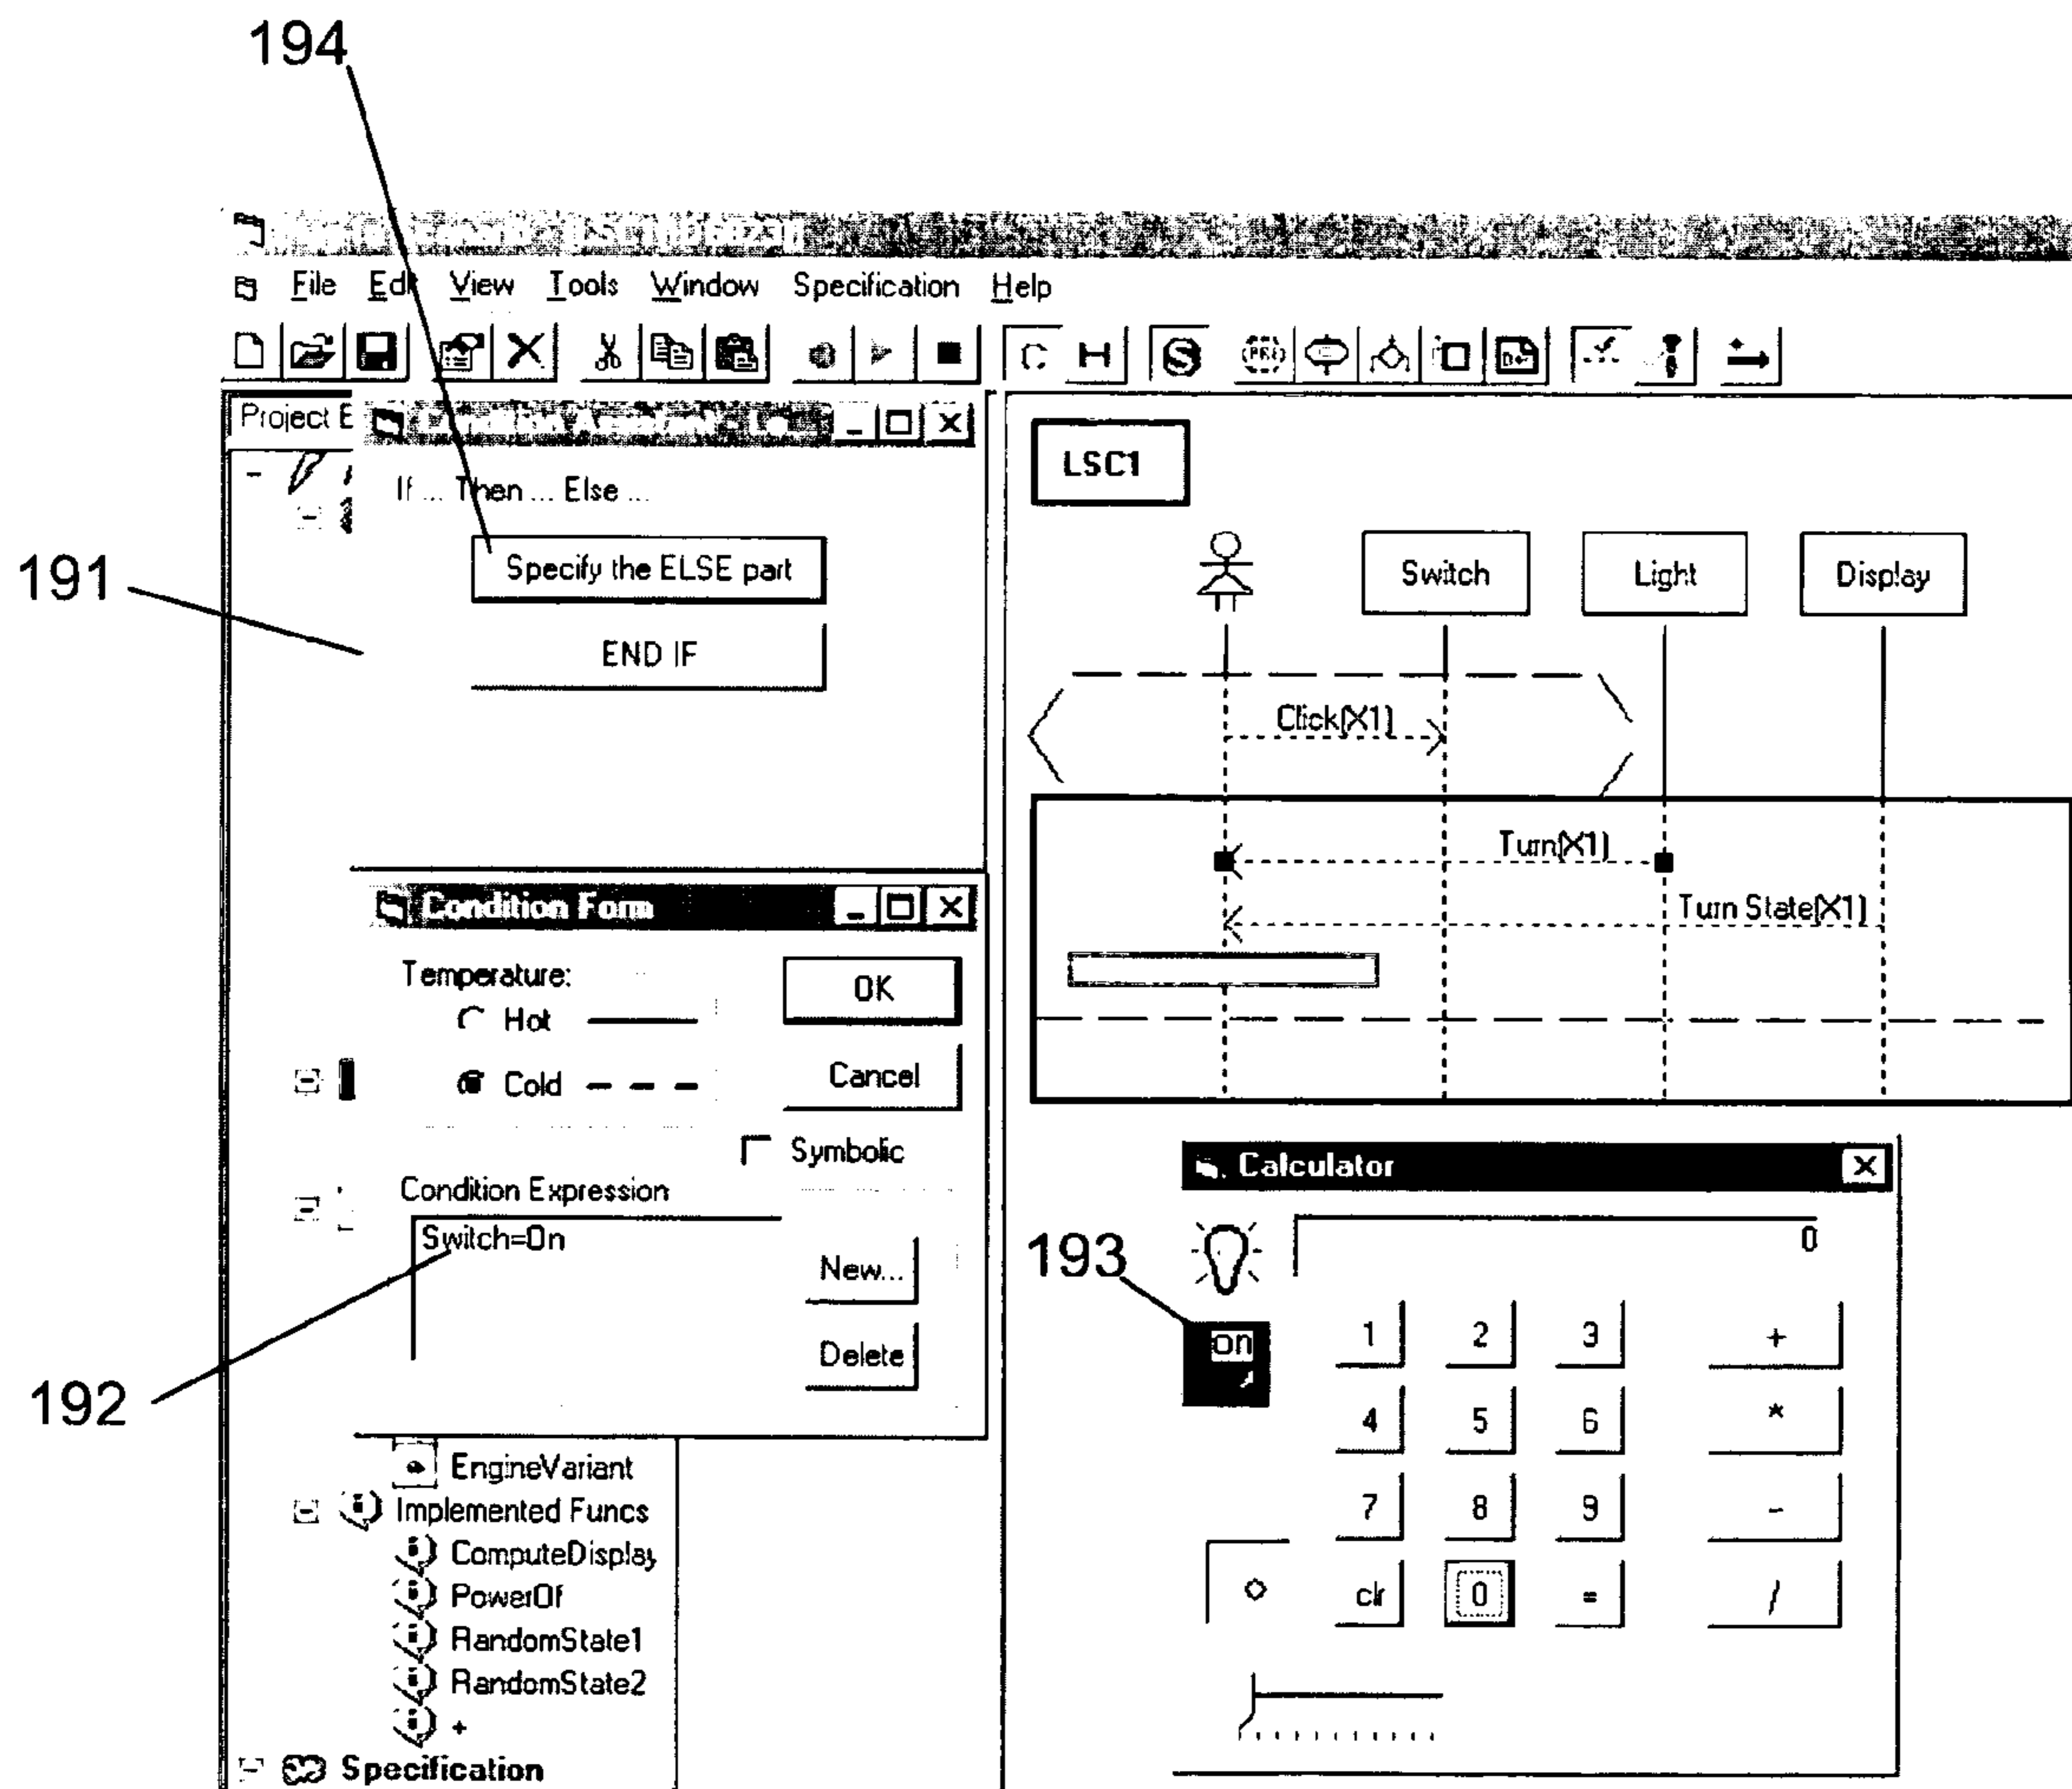 194
File Edit View Tools Window Specification Help
C H S
Project E
If ... Then ... Else ...
Specify the ELSE part
191
END IF
LSC1
Switch Light Display
Click(X1)
Turn(X1)
Turn State(X1)
Condition Form
Temperature:
Hot
Cold
OK
Cancel
Symbolic
Condition Expression
Switch=On
New...
Delete
192
EngineVariant
Implemented Funcs
ComputeDisplay
PowerOf
RandomState1
RandomState2
+
Specification
Calculator
0
193
on
1 2 3 +
4 5 6 *
7 8 9 -
clr 0 = /